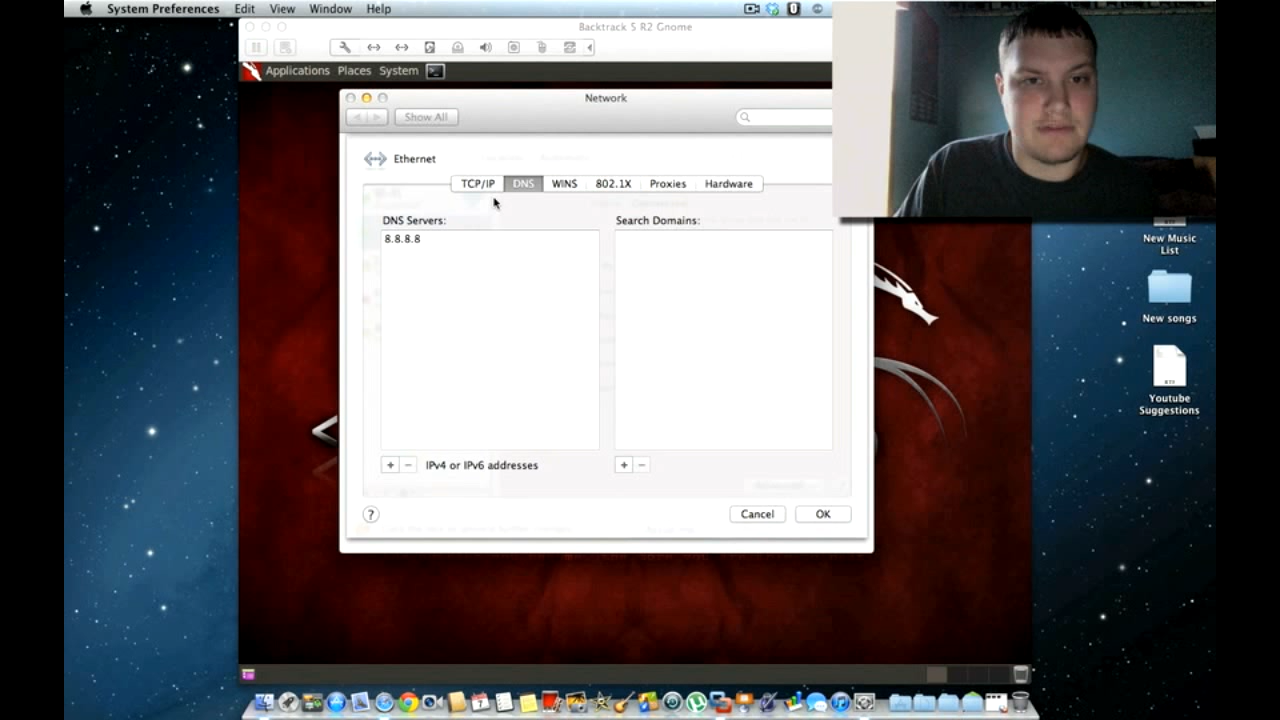 System Preferences Edit View Window Help
Backtrack 5 R2 Gnome
Applications Places System
Network
Show All
Ethernet
TCP/IP DNS WINS 802.1X Proxies Hardware
DNS Servers:
Search Domains:
8.8.8.8
IPv4 or IPv6 addresses
Cancel
OK
New Music
List
New songs
Youtube
Suggestions